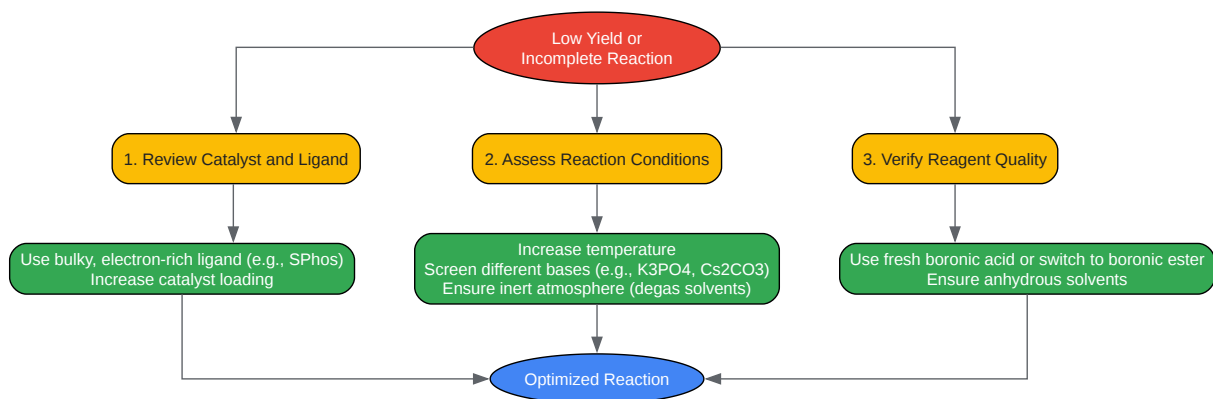 Low Yield or
Incomplete Reaction
1. Review Catalyst and Ligand
2. Assess Reaction Conditions
3. Verify Reagent Quality
Use bulky, electron-rich ligand (e.g., SPhos)
Increase catalyst loading
Increase temperature
Screen different bases (e.g., K3PO4, Cs2CO3)
Ensure inert atmosphere (degas solvents)
Use fresh boronic acid or switch to boronic ester
Ensure anhydrous solvents
Optimized Reaction